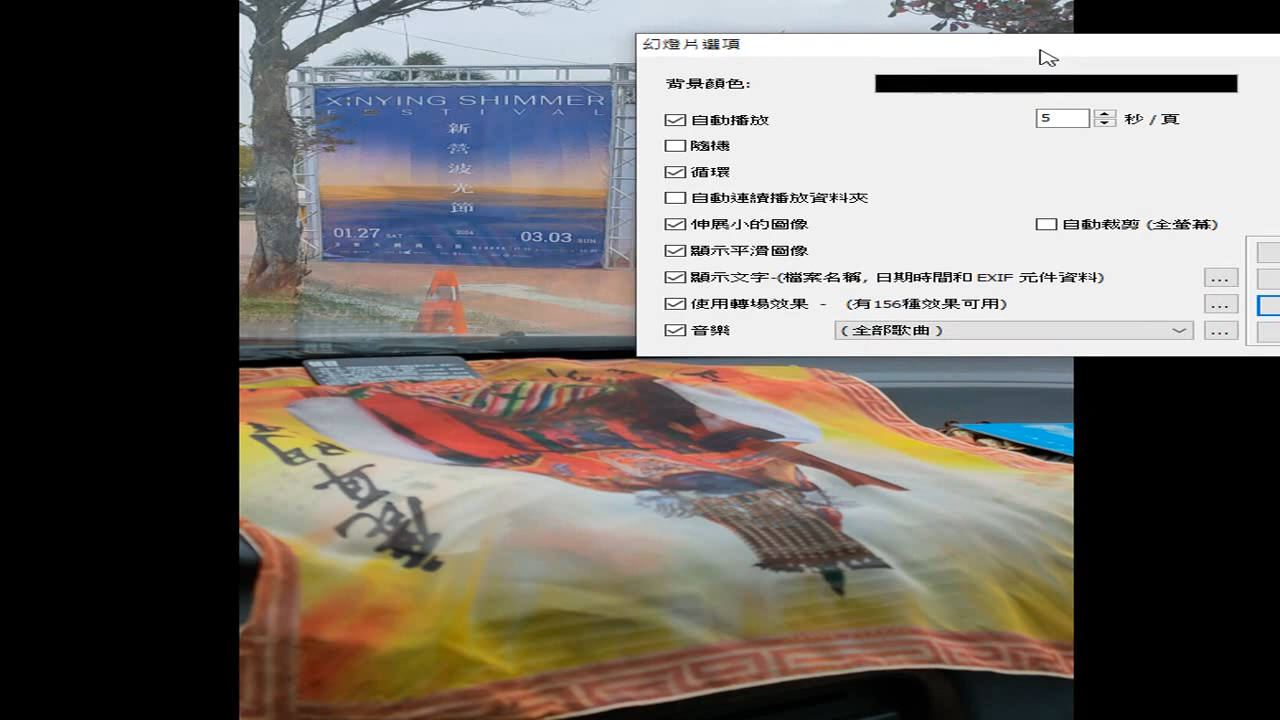 XINYING SHIMMER
FESTIVAL
新營波光節
01.27 SAT.
2024
03.03 SUN
幻燈片選項
背景顏色:
自動播放
5 秒 / 頁
隨機
循環
自動連續播放資料夾
伸展小的圖像
自動裁剪 (全螢幕)
顯示平滑圖像
顯示文字-(檔案名稱, 日期時間和 EXIF 元件資料)
...
使用轉場效果 - (有156種效果可用)
...
音樂
( 全部歌曲 )
...